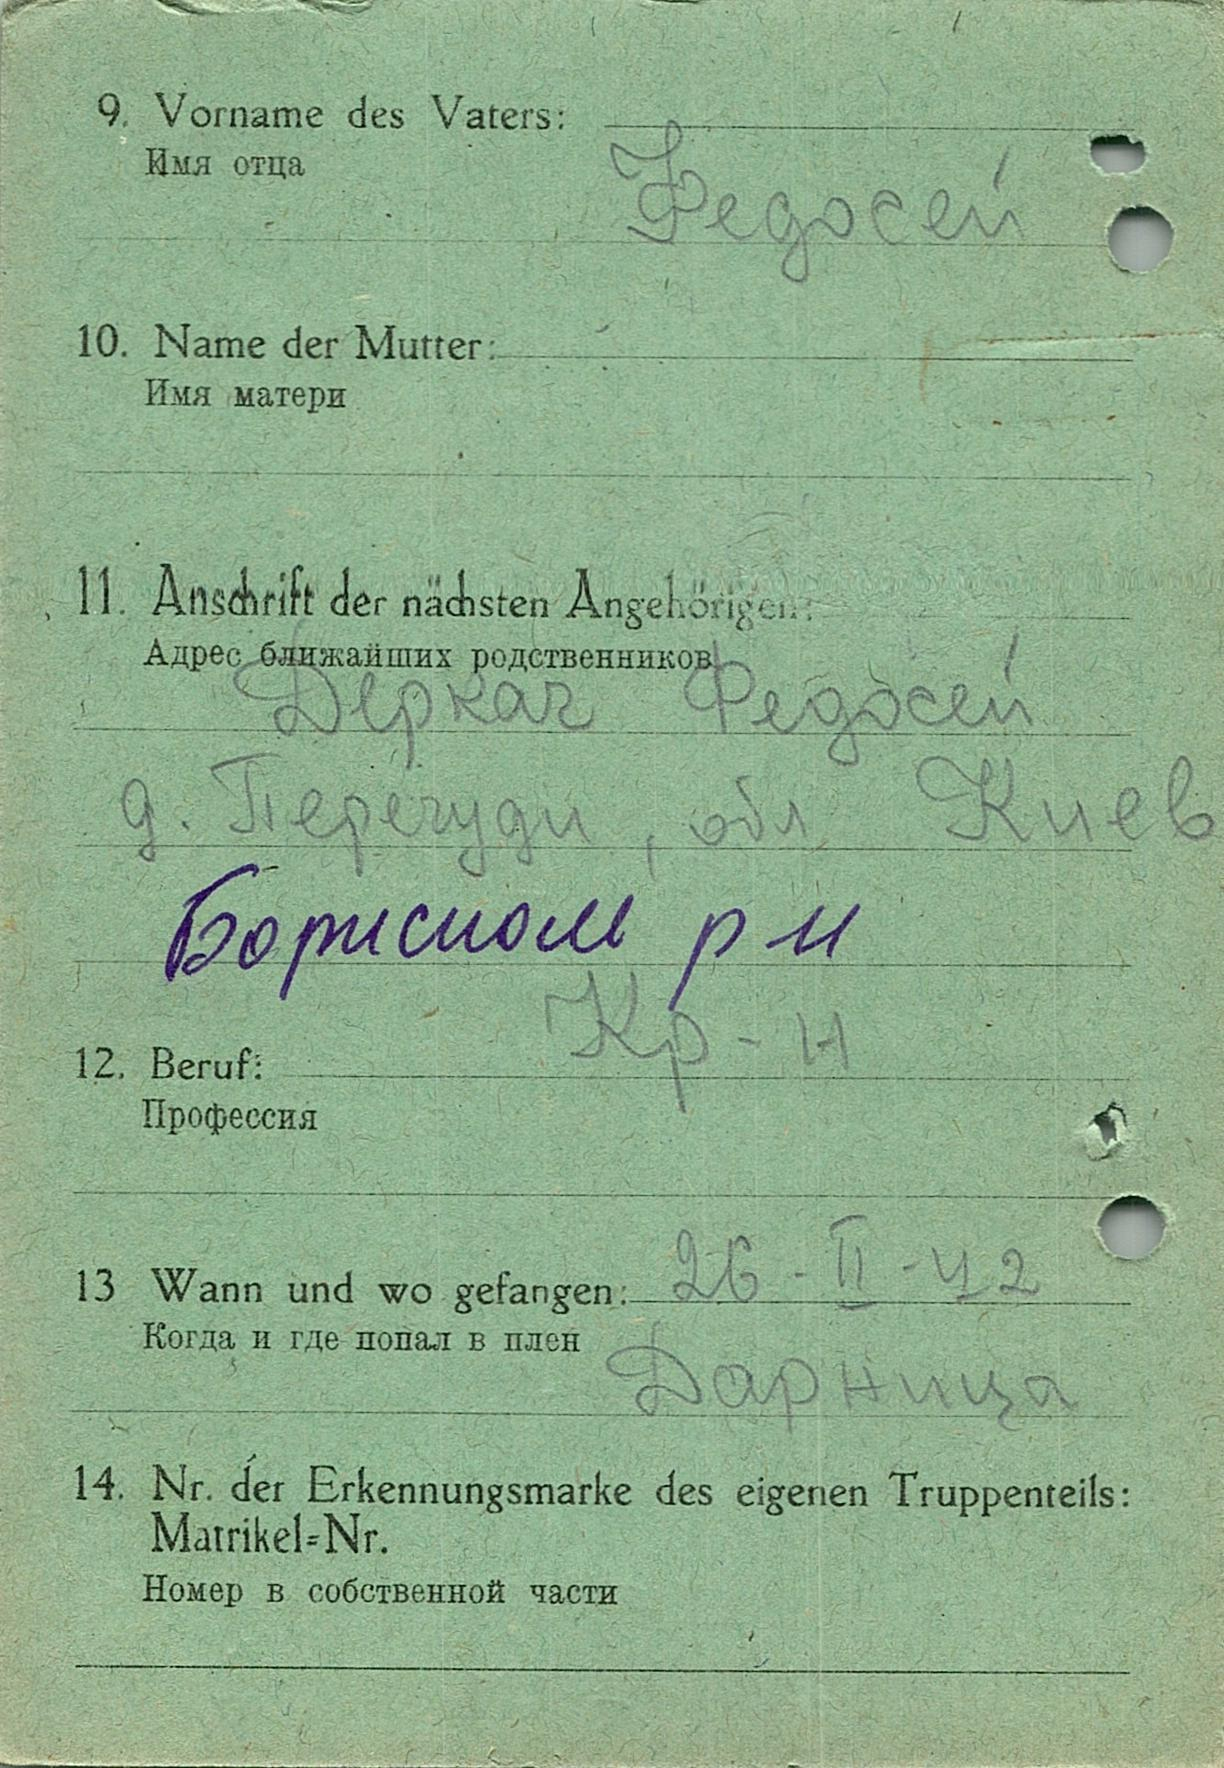 9. Vorname des Vaters:
Имя отца
Федосей
10. Name der Mutter:
Имя матери
11. Anschrift der nächsten Angehörigen:
Адрес ближайших родственников
Деркач Федосей
д. Перегуди, обл Киев
Бориспом р н
Кр-н
12. Beruf:
Профессия
13 Wann und wo gefangen: 26-II-42
Когда и где попал в плен
Дарница
14. Nr. der Erkennungsmarke des eigenen Truppenteils:
Matrikel=Nr.
Номер в собственной части